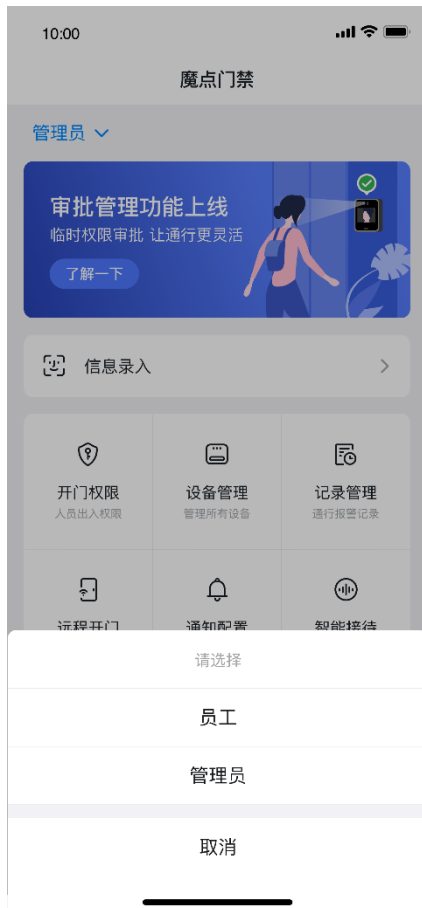 10:00
魔点门禁
管理员
审批管理功能上线
临时权限审批 让通行更灵活
了解一下
信息录入
开门权限
设备管理
记录管理
人员出入权限
管理所有设备
通行报警记录
远程开门
通知配置
智能接待
请选择
员工
管理员
取消